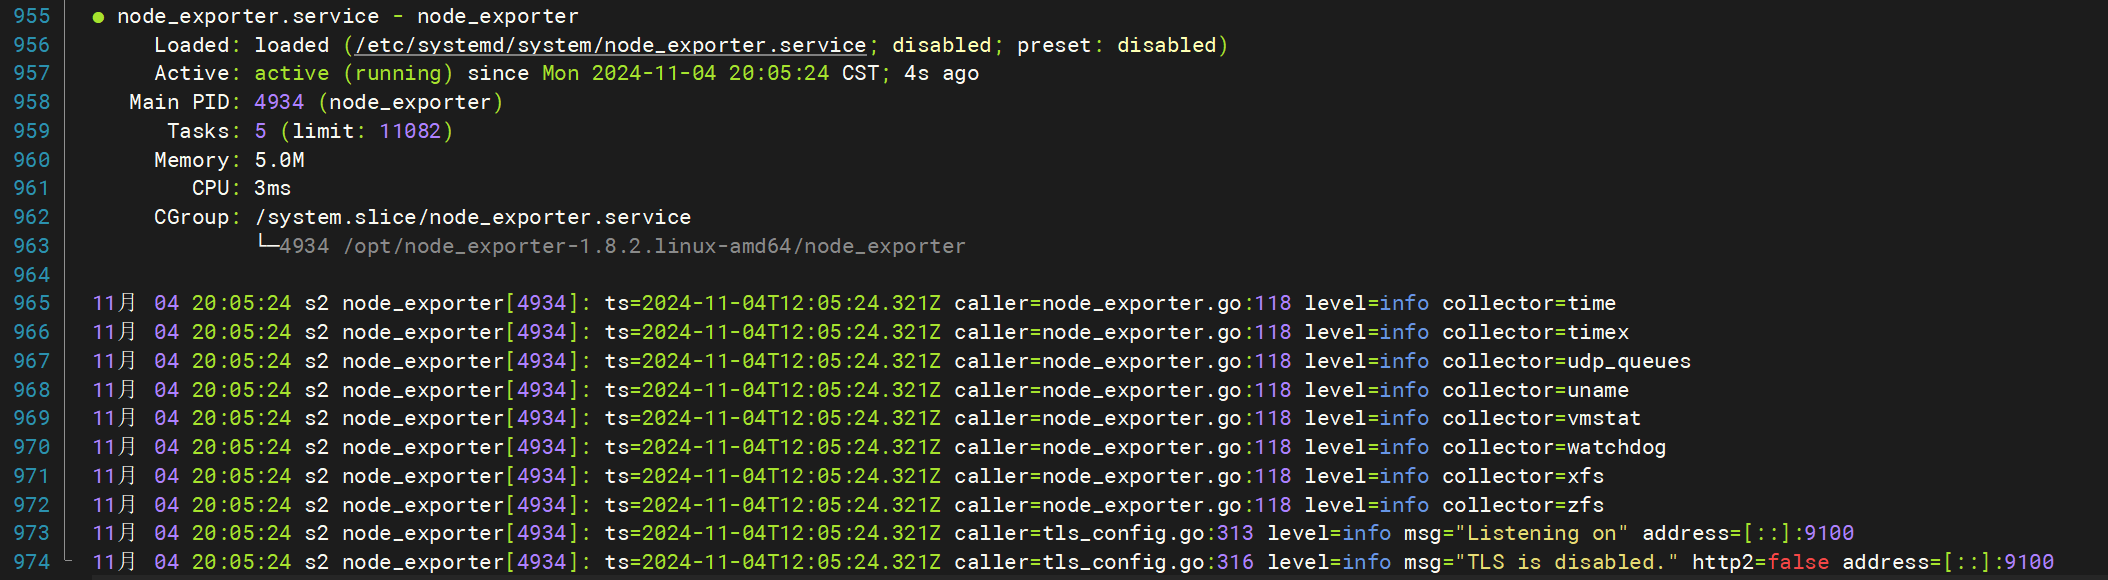 955 ● node_exporter.service - node_exporter
956 Loaded: loaded (/etc/systemd/system/node_exporter.service; disabled; preset: disabled)
957 Active: active (running) since Mon 2024-11-04 20:05:24 CST; 4s ago
958 Main PID: 4934 (node_exporter)
959 Tasks: 5 (limit: 11082)
960 Memory: 5.0M
961 CPU: 3ms
962 CGroup: /system.slice/node_exporter.service
963 └─4934 /opt/node_exporter-1.8.2.linux-amd64/node_exporter
964
965 11月 04 20:05:24 s2 node_exporter[4934]: ts=2024-11-04T12:05:24.321Z caller=node_exporter.go:118 level=info collector=time
966 11月 04 20:05:24 s2 node_exporter[4934]: ts=2024-11-04T12:05:24.321Z caller=node_exporter.go:118 level=info collector=timex
967 11月 04 20:05:24 s2 node_exporter[4934]: ts=2024-11-04T12:05:24.321Z caller=node_exporter.go:118 level=info collector=udp_queues
968 11月 04 20:05:24 s2 node_exporter[4934]: ts=2024-11-04T12:05:24.321Z caller=node_exporter.go:118 level=info collector=uname
969 11月 04 20:05:24 s2 node_exporter[4934]: ts=2024-11-04T12:05:24.321Z caller=node_exporter.go:118 level=info collector=vmstat
970 11月 04 20:05:24 s2 node_exporter[4934]: ts=2024-11-04T12:05:24.321Z caller=node_exporter.go:118 level=info collector=watchdog
971 11月 04 20:05:24 s2 node_exporter[4934]: ts=2024-11-04T12:05:24.321Z caller=node_exporter.go:118 level=info collector=xfs
972 11月 04 20:05:24 s2 node_exporter[4934]: ts=2024-11-04T12:05:24.321Z caller=node_exporter.go:118 level=info collector=zfs
973 11月 04 20:05:24 s2 node_exporter[4934]: ts=2024-11-04T12:05:24.321Z caller=tls_config.go:313 level=info msg="Listening on" address=[::]:9100
974 11月 04 20:05:24 s2 node_exporter[4934]: ts=2024-11-04T12:05:24.321Z caller=tls_config.go:316 level=info msg="TLS is disabled." http2=false address=[::]:9100